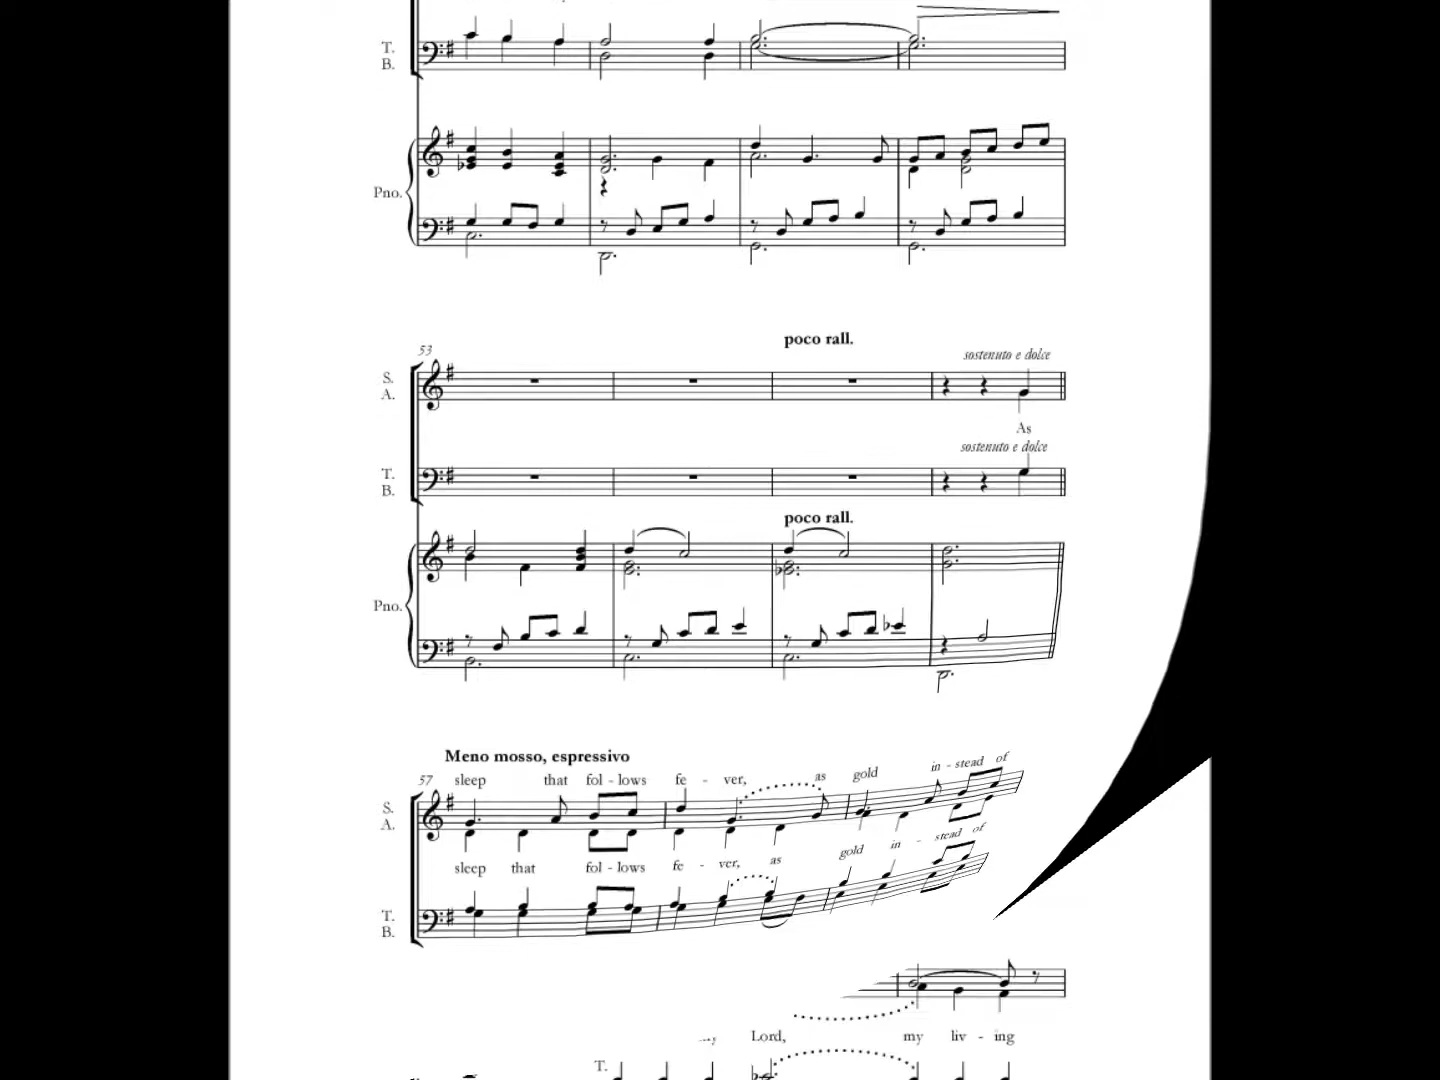 T.
B.
Pno.
poco rall.
53
sostenuto e dolce
S.
A.
As
sostenuto e dolce
T.
B.
poco rall.
Pno.
Meno mosso, espressivo
57 sleep that fol - lows fe - ver, as gold in - stead of
S.
A.
sleep that fol - lows fe - ver, as gold in - stead of
T.
B.
Lord, my liv - ing
T.